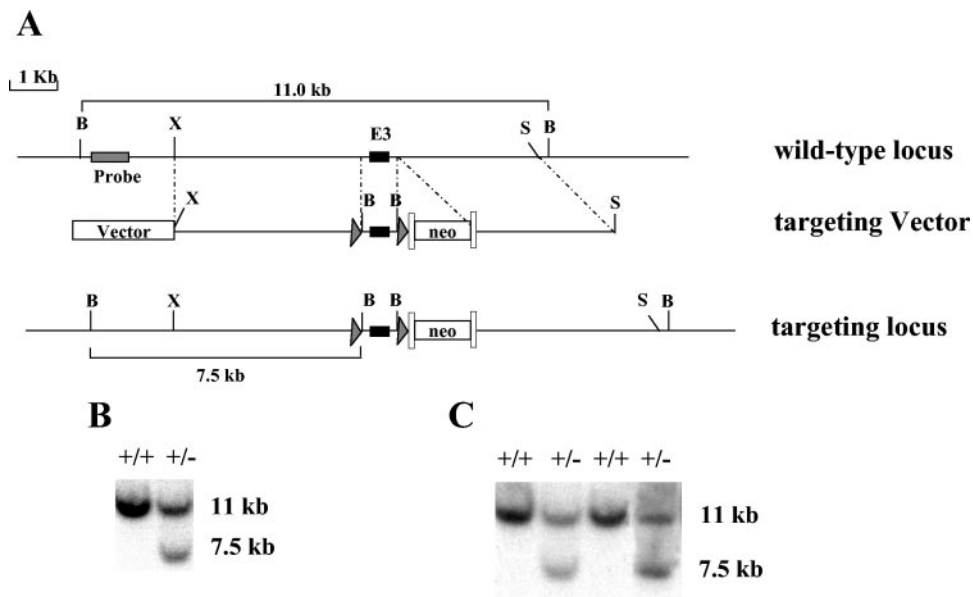 A
1 Kb
11.0 kb
B X E3 S B
Probe
wild-type locus
X B B S
Vector neo
targeting Vector
B X B B S B
neo
targeting locus
7.5 kb
B
+/+ +/-
11 kb
7.5 kb
C
+/+ +/- +/+ +/-
11 kb
7.5 kb